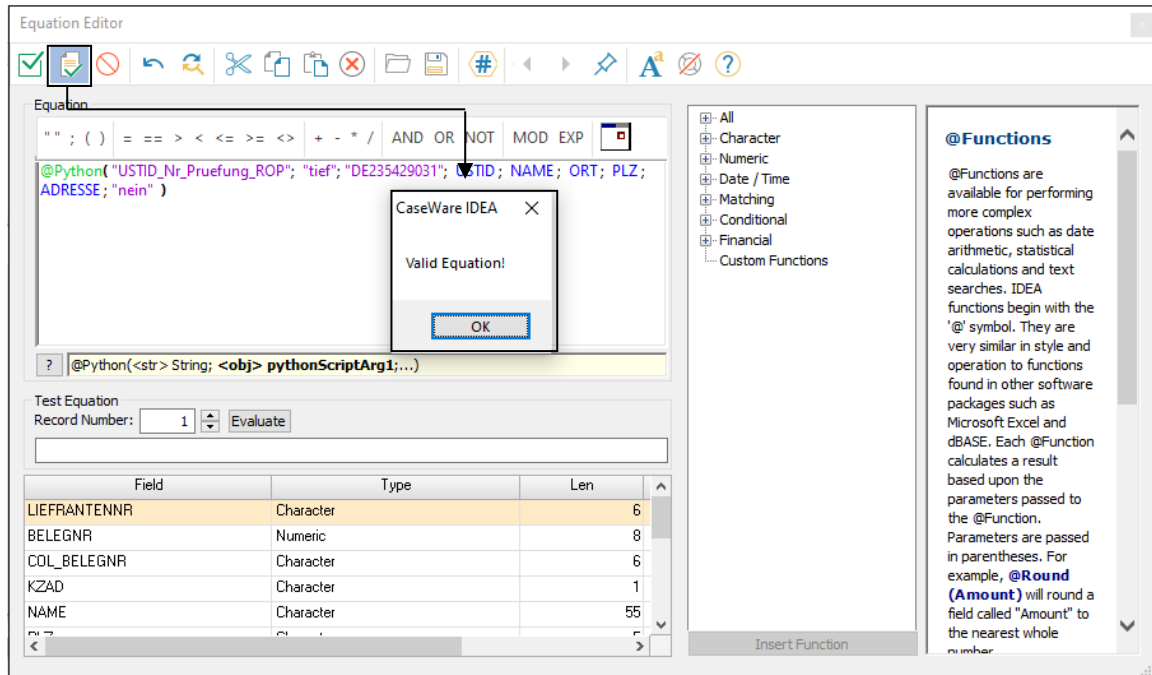 Equation Editor
x
#
A a
?
Equation
" " ; ( ) = == > < <= >= <> + - * / AND OR NOT MOD EXP
@Python( "USTID_Nr_Pruefung_ROP"; "tief"; "DE235429031"; USTID ; NAME ; ORT ; PLZ ;
ADRESSE ; "nein" )
CaseWare IDEA
Valid Equation!
OK
? @Python(<str> String; <obj> pythonScriptArg1;...)
Test Equation
Record Number: 1 Evaluate
Field Type Len
LIEFRANTENNR Character 6
BELEGNR Numeric 8
COL_BELEGNR Character 6
KZAD Character 1
NAME Character 55
All
Character
Numeric
Date / Time
Matching
Conditional
Financial
Custom Functions
Insert Function
@Functions
@Functions are
available for performing
more complex
operations such as date
arithmetic, statistical
calculations and text
searches. IDEA
functions begin with the
'@' symbol. They are
very similar in style and
operation to functions
found in other software
packages such as
Microsoft Excel and
dBASE. Each @Function
calculates a result
based upon the
parameters passed to
the @Function.
Parameters are passed
in parentheses. For
example, @Round
(Amount) will round a
field called "Amount" to
the nearest whole
number